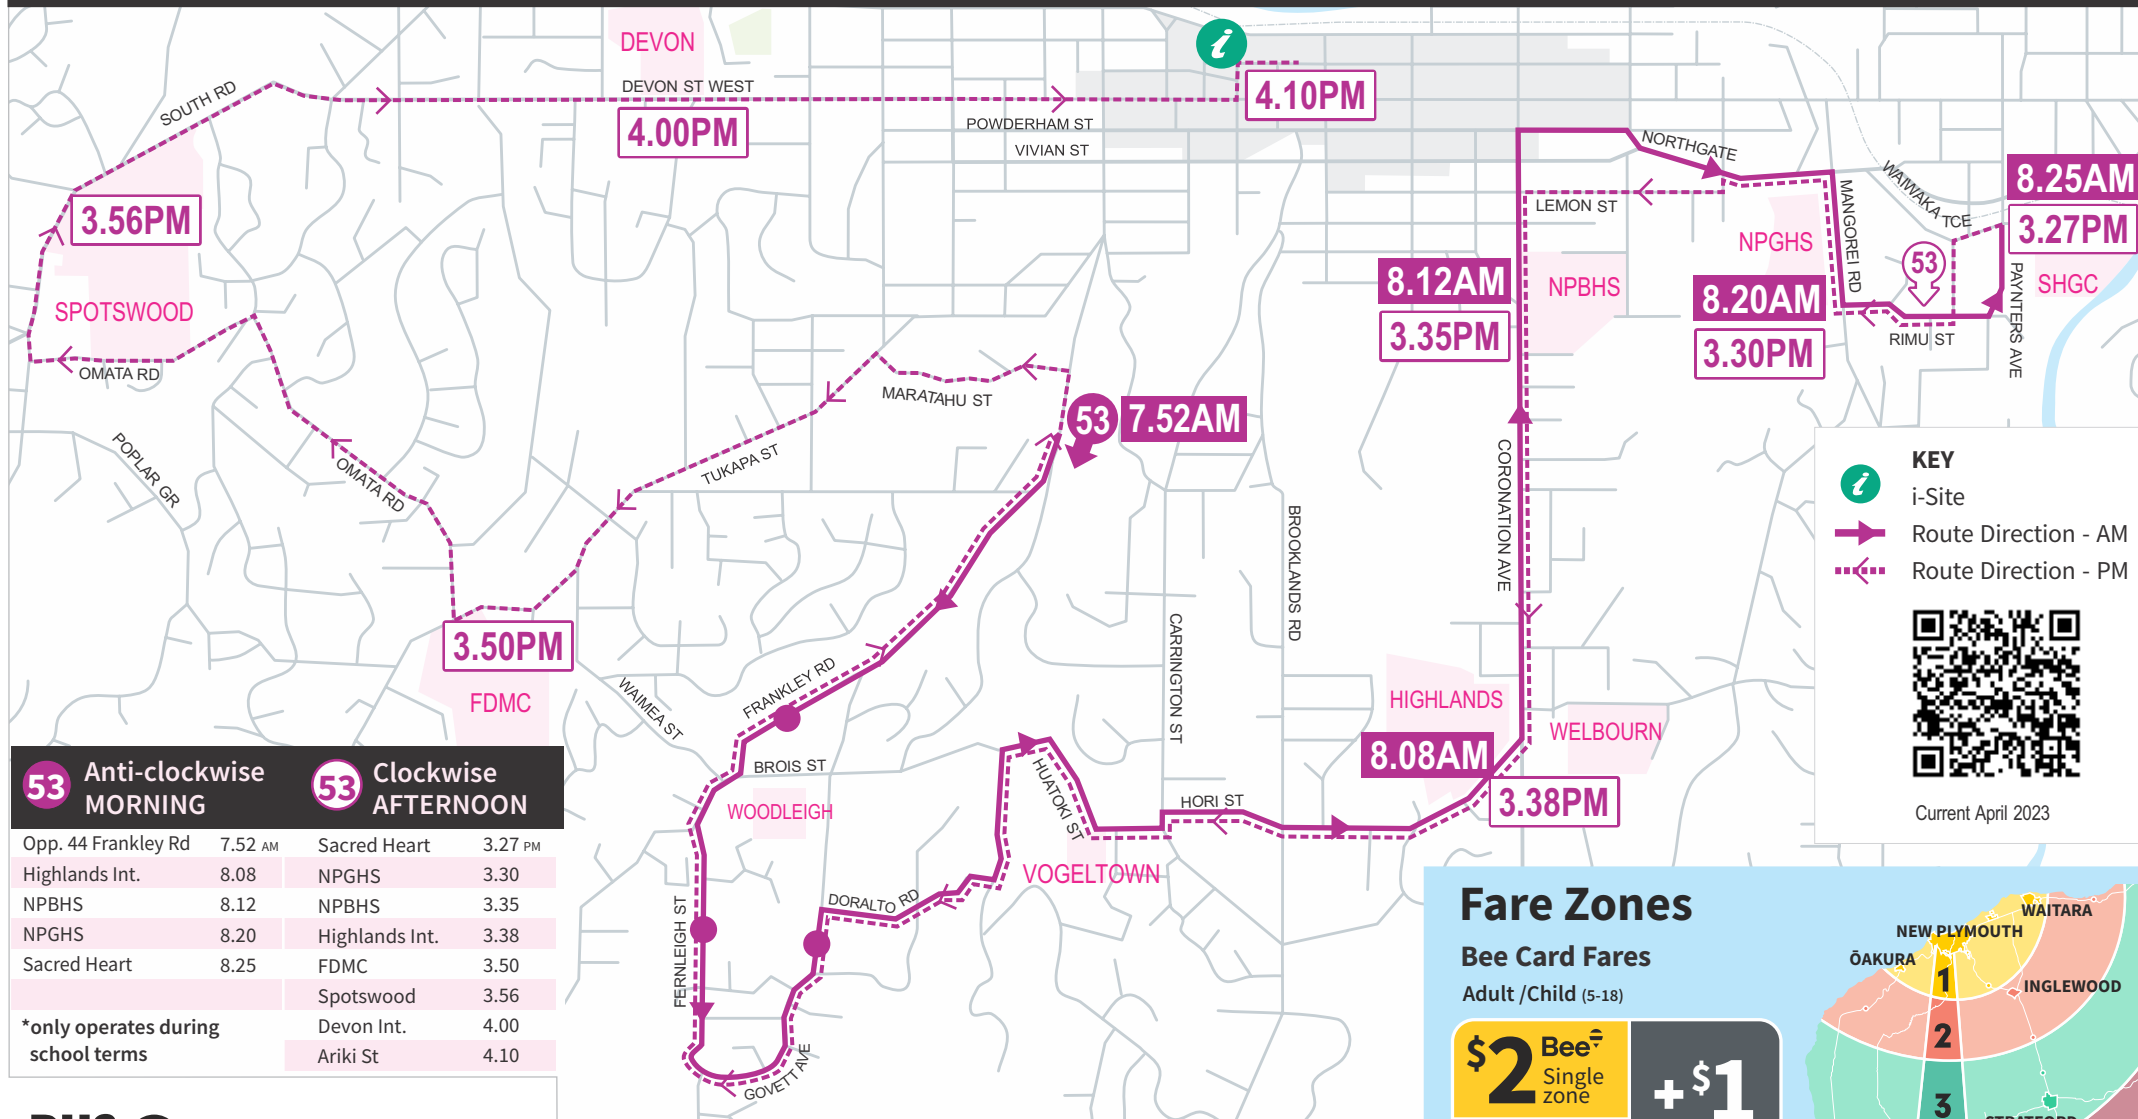 DEVON
DEVON ST WEST
4.00PM
SOUTH RD
i
4.10PM
POWDERHAM ST
VIVIAN ST
NORTHGATE
LEMON ST
WAIWAKA TCE
8.25AM
3.27PM
SHGC
NPGHS
MANGOREI RD
53
PAYNTERS AVE
RIMU ST
8.20AM
3.30PM
NPBHS
8.12AM
3.35PM
3.56PM
SPOTSWOOD
OMATA RD
MARATAHU ST
53
7.52AM
TUKAPA ST
POPLAR GR
OMATA RD
CORONATION AVE
BROOKLANDS RD
CARRINGTON ST
3.50PM
FDMC
WAIMEA ST
FRANKLEY RD
BROIS ST
WOODLEIGH
HUATOKI ST
HORI ST
HIGHLANDS
8.08AM
WELBOURN
3.38PM
VOGELTOWN
DORALTO RD
FERNLEIGH ST
GOVETT AVE
KEY
i
i-Site
Route Direction - AM
Route Direction - PM
Current April 2023
53 Anti-clockwise
MORNING
Opp. 44 Frankley Rd 7.52 AM
Highlands Int. 8.08
NPBHS 8.12
NPGHS 8.20
Sacred Heart 8.25
*only operates during
school terms
53 Clockwise
AFTERNOON
Sacred Heart 3.27 PM
NPGHS 3.30
NPBHS 3.35
Highlands Int. 3.38
FDMC 3.50
Spotswood 3.56
Devon Int. 4.00
Ariki St 4.10
Fare Zones
Bee Card Fares
Adult /Child (5-18)
$2 Bee
Single
zone
+$1
WAITARA
NEW PLYMOUTH
ŌAKURA
1
INGLEWOOD
2
3